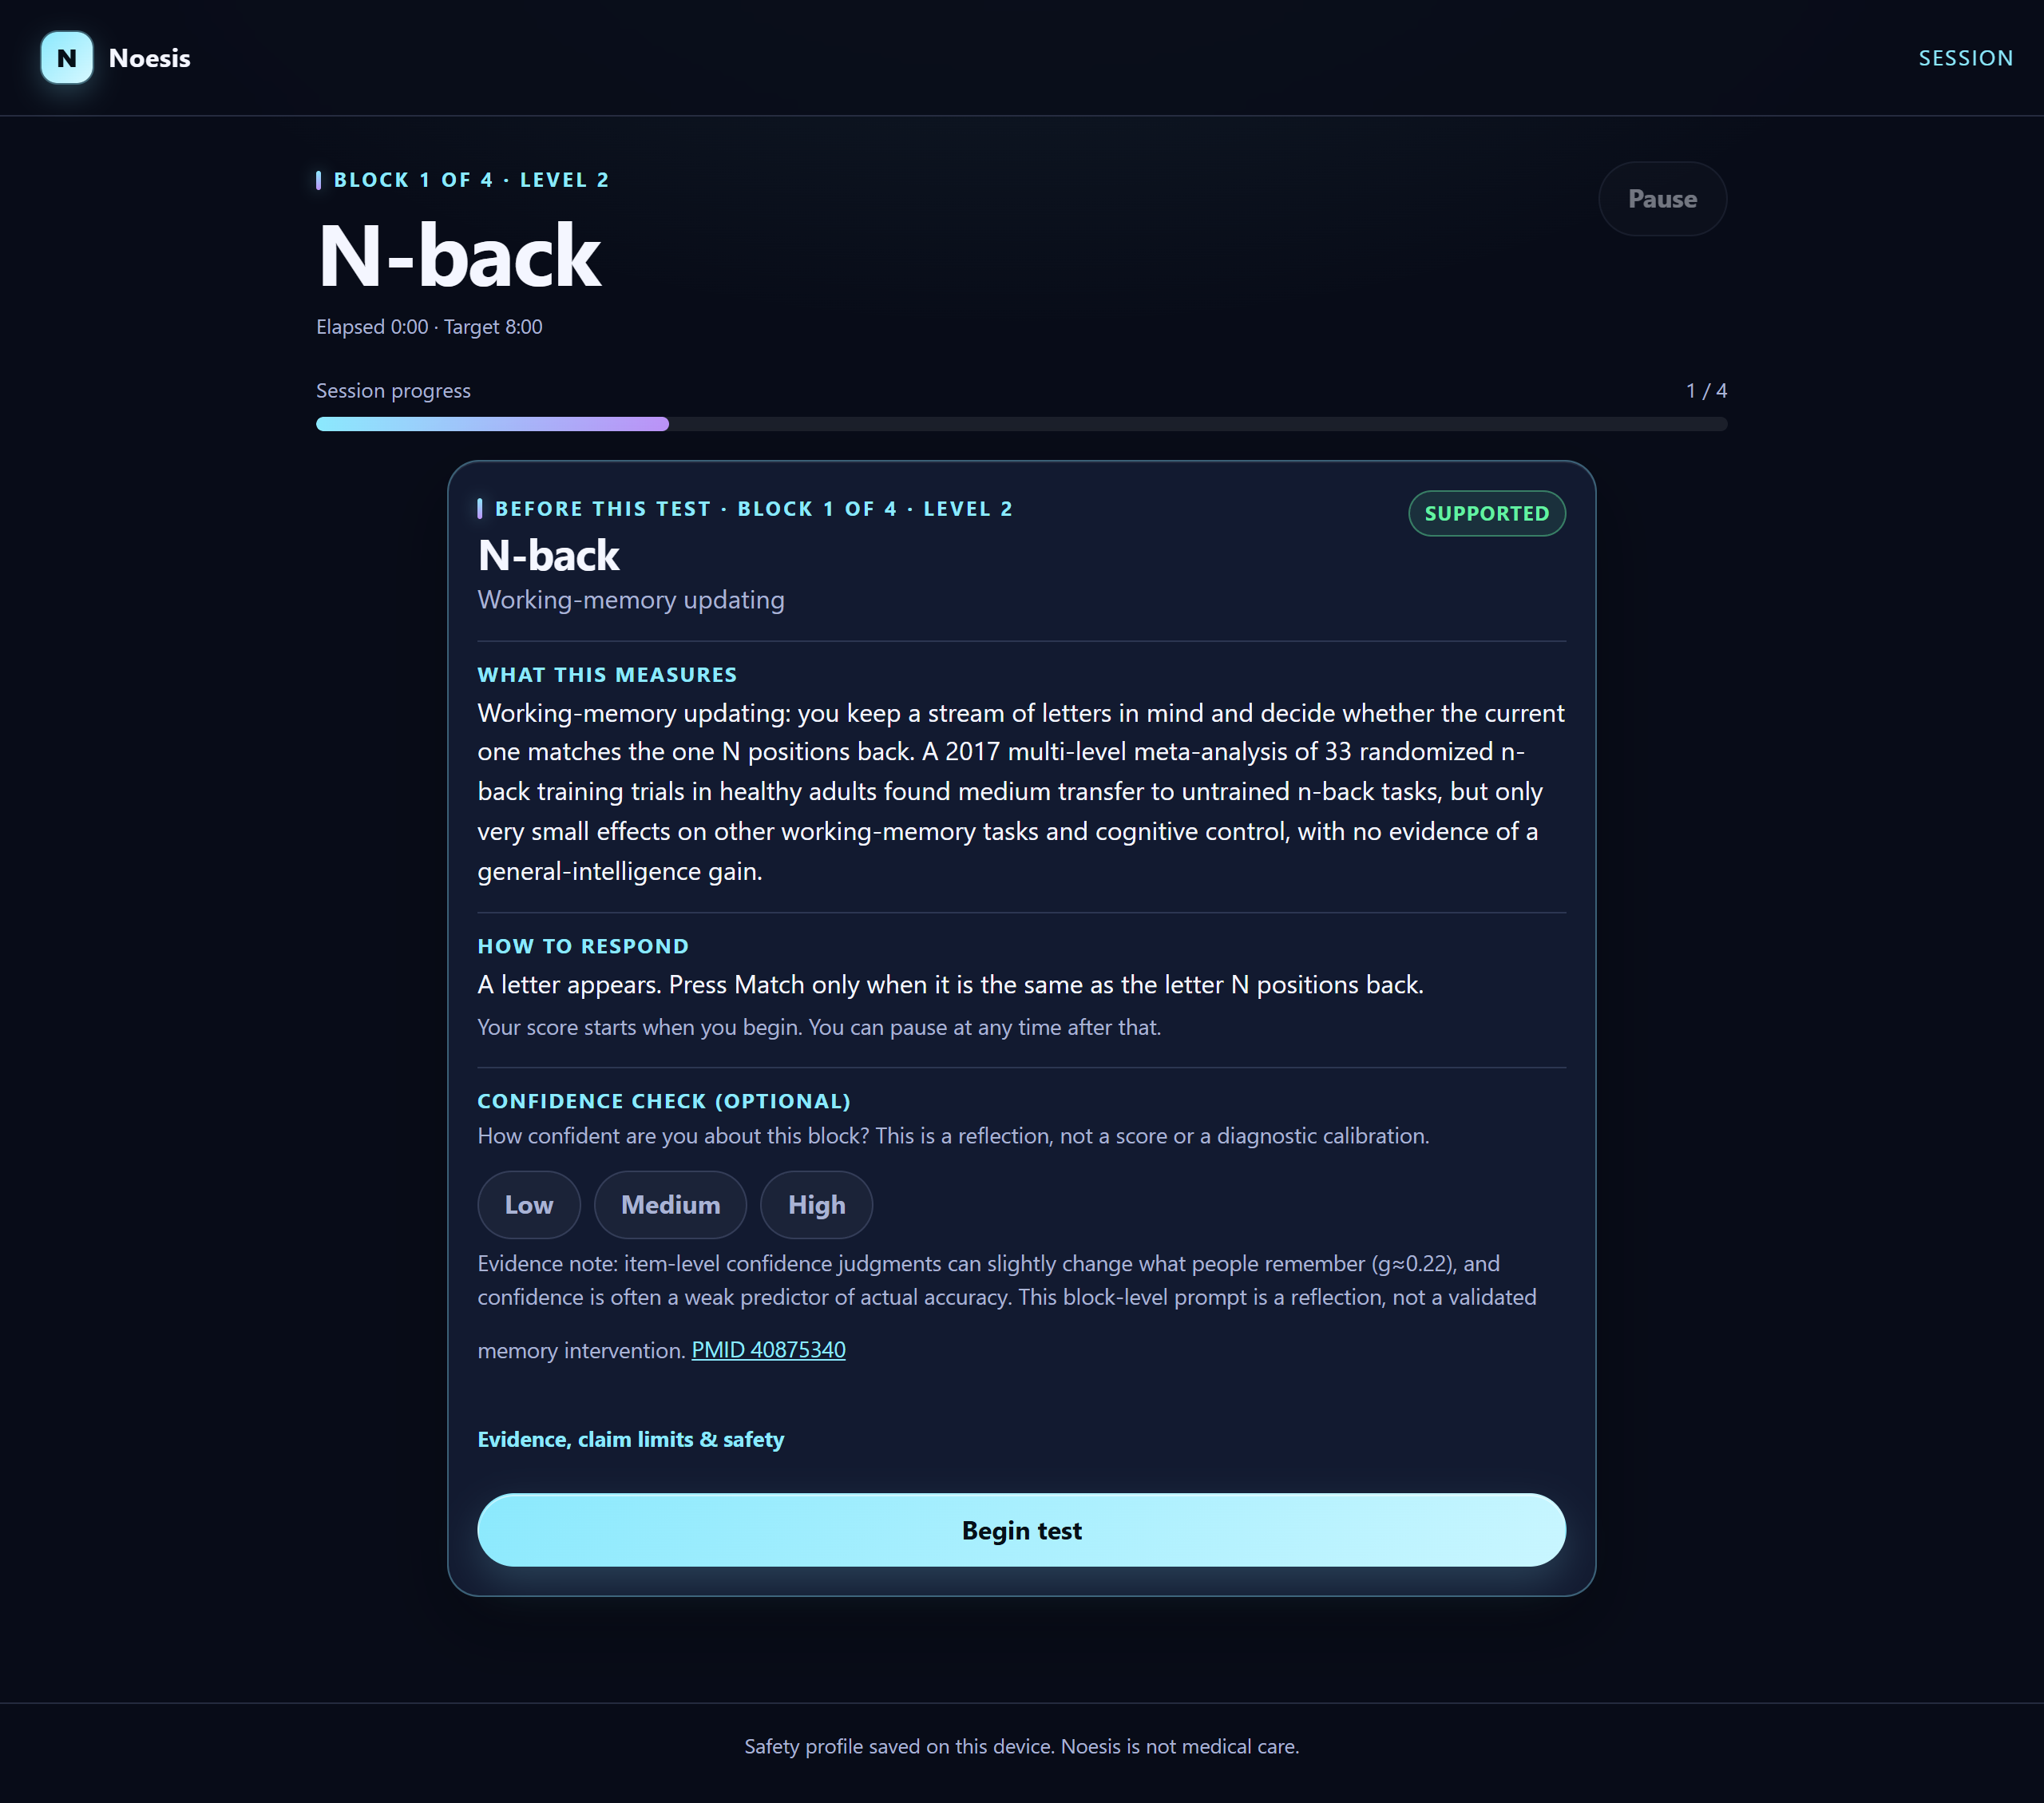 N Noesis
SESSION
BLOCK 1 OF 4 · LEVEL 2
Pause
N-back
Elapsed 0:00 · Target 8:00
Session progress
1 / 4
BEFORE THIS TEST · BLOCK 1 OF 4 · LEVEL 2
SUPPORTED
N-back
Working-memory updating
WHAT THIS MEASURES
Working-memory updating: you keep a stream of letters in mind and decide whether the current
one matches the one N positions back. A 2017 multi-level meta-analysis of 33 randomized n-
back training trials in healthy adults found medium transfer to untrained n-back tasks, but only
very small effects on other working-memory tasks and cognitive control, with no evidence of a
general-intelligence gain.
HOW TO RESPOND
A letter appears. Press Match only when it is the same as the letter N positions back.
Your score starts when you begin. You can pause at any time after that.
CONFIDENCE CHECK (OPTIONAL)
How confident are you about this block? This is a reflection, not a score or a diagnostic calibration.
Low Medium High
Evidence note: item-level confidence judgments can slightly change what people remember (g≈0.22), and
confidence is often a weak predictor of actual accuracy. This block-level prompt is a reflection, not a validated
memory intervention. PMID 40875340
Evidence, claim limits & safety
Begin test
Safety profile saved on this device. Noesis is not medical care.